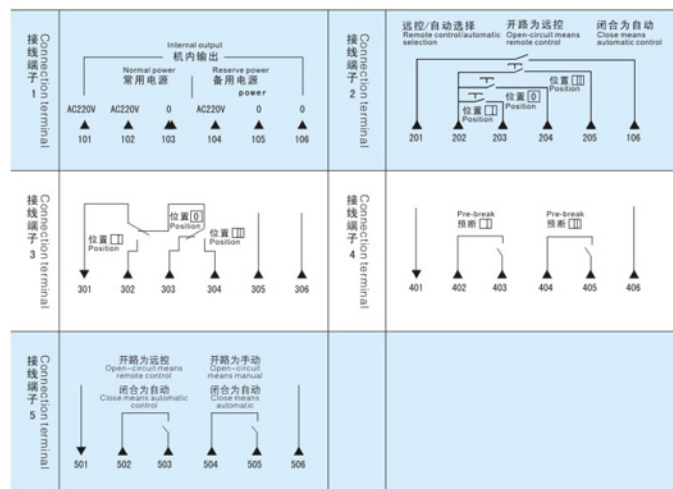 接线端子1
Connection terminal
Internal output
机内输出
Normal power
常用电源
Reserve power
备用电源
power
AC220V AC220V 0 AC220V 0 0
101 102 103 104 105 106
接线端子2
Connection terminal
远控/自动选择
Remote control/automatic
selection
开路为远控
Open-circuit means
remote control
闭合为自动
Close means
automatic control
位置 III
Position
位置 0
Position
位置 I
Position
201 202 203 204 205 106
接线端子3
Connection terminal
位置 0
Position
位置 I
Position
位置 II
Position
301 302 303 304 305 306
接线端子4
Connection terminal
Pre-break
预断 I
Pre-break
预断 II
401 402 403 404 405 406
接线端子5
Connection terminal
开路为远控
Open-circuit means
remote control
闭合为自动
Close means automatic
control
开路为手动
Open-circuit
means manual
闭合为自动
Close means
automatic
501 502 503 504 505 506